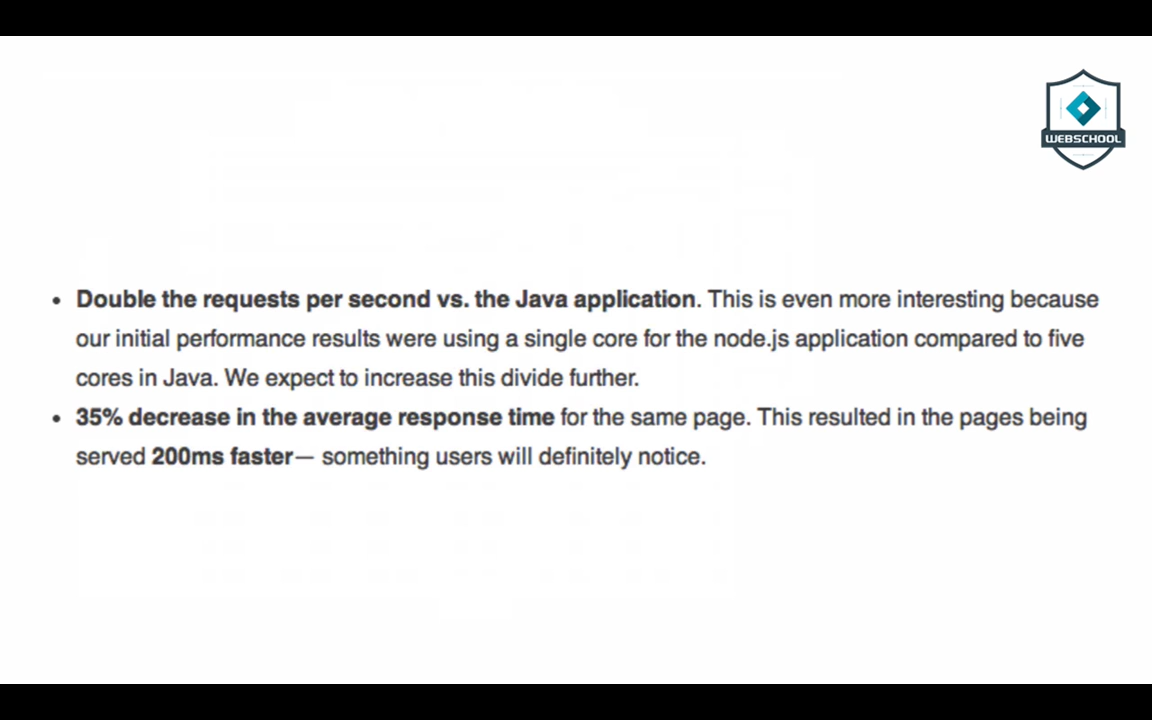 WEBSCHOOL
• Double the requests per second vs. the Java application. This is even more interesting because
our initial performance results were using a single core for the node.js application compared to five
cores in Java. We expect to increase this divide further.
• 35% decrease in the average response time for the same page. This resulted in the pages being
served 200ms faster— something users will definitely notice.